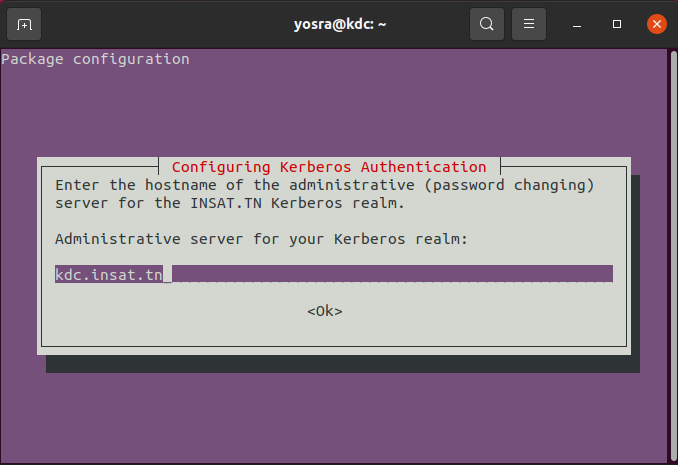 yosra@kdc: ~
Package configuration
Configuring Kerberos Authentication
Enter the hostname of the administrative (password changing)
server for the INSAT.TN Kerberos realm.
Administrative server for your Kerberos realm:
kdc.insat.tn
<Ok>